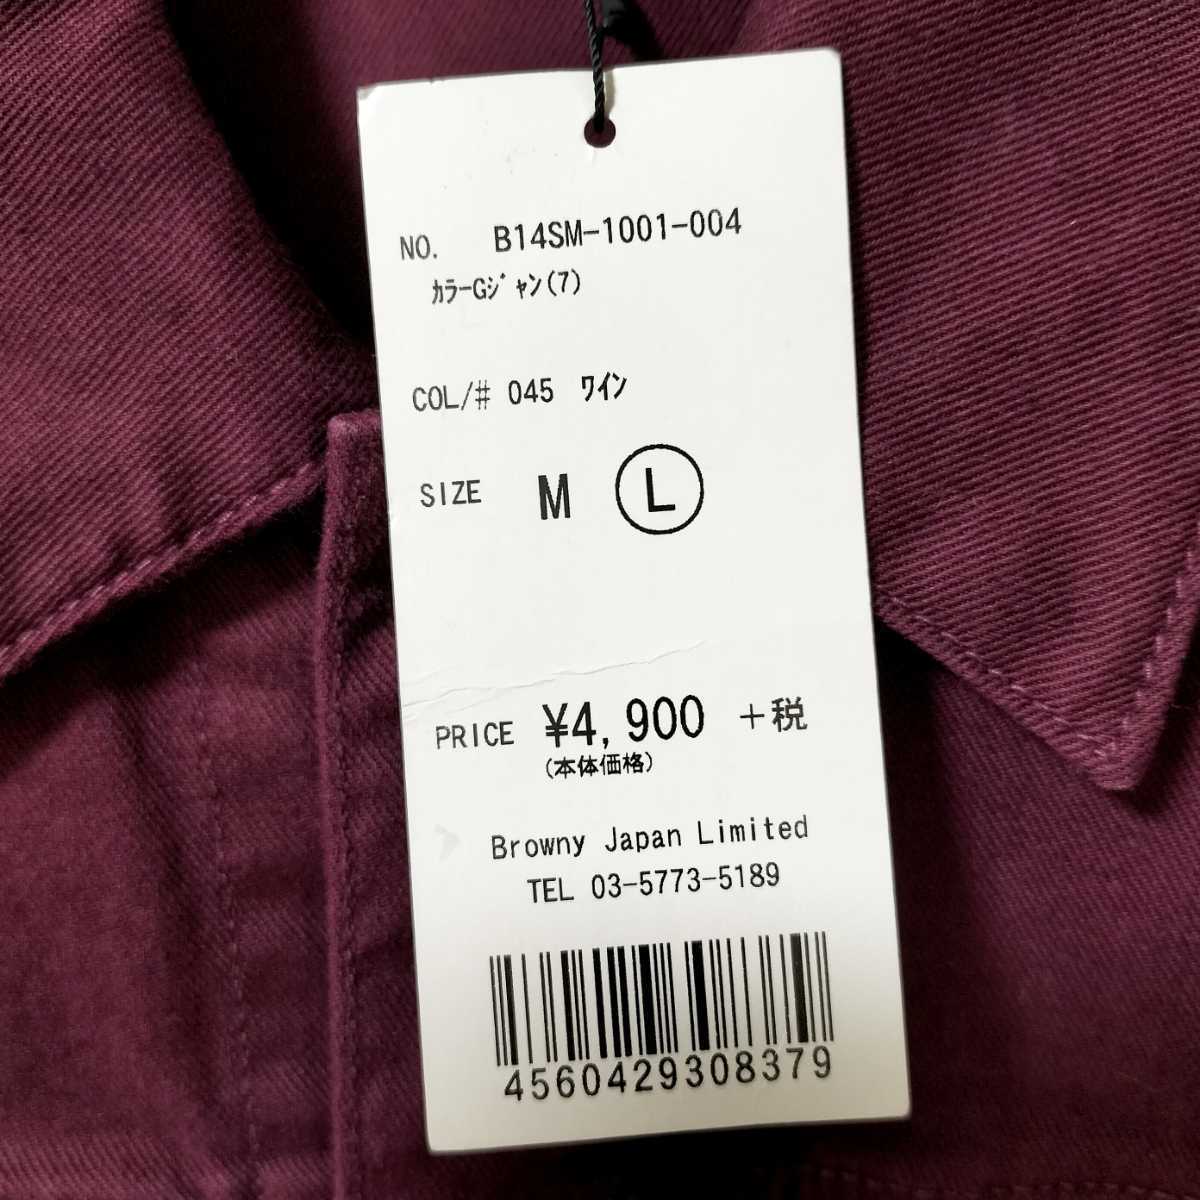 NO. B14SM-1001-004
ｶﾗｰGｼﾞｬﾝ(7)
COL/# 045 ﾜｲﾝ
SIZE M L
PRICE ¥4,900 +税
(本体価格)
Browny Japan Limited
TEL 03-5773-5189
4560429308379